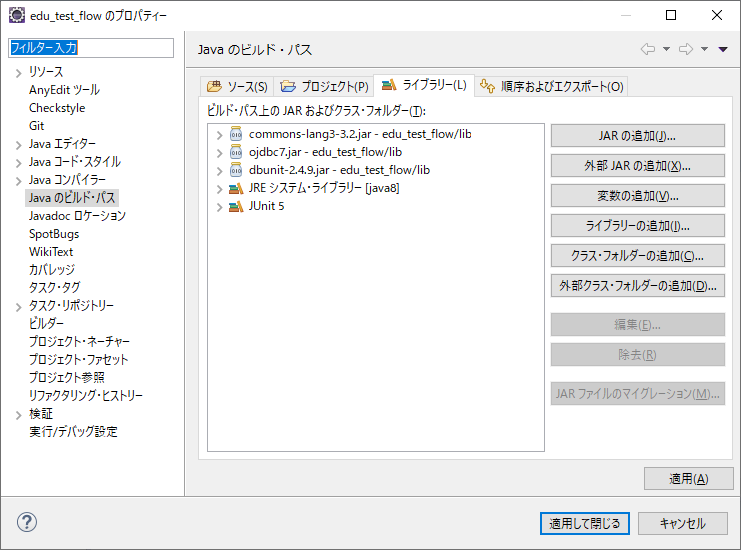 edu_test_flow のプロパティー
フィルター入力
リソース
AnyEdit ツール
Checkstyle
Git
Java エディター
Java コード・スタイル
Java コンパイラー
Java のビルド・パス
Javadoc ロケーション
SpotBugs
WikiText
カバレッジ
タスク・タグ
タスク・リポジトリー
ビルダー
プロジェクト・ネーチャー
プロジェクト・ファセット
プロジェクト参照
リファクタリング・ヒストリー
検証
実行/デバッグ設定
Java のビルド・パス
ソース(S)
プロジェクト(P)
ライブラリー(L)
順序およびエクスポート(O)
ビルド・パス上の JAR およびクラス・フォルダー(T):
commons-lang3-3.2.jar - edu_test_flow/lib
ojdbc7.jar - edu_test_flow/lib
dbunit-2.4.9.jar - edu_test_flow/lib
JRE システム・ライブラリー [java8]
JUnit 5
JAR の追加(J)...
外部 JAR の追加(X)...
変数の追加(V)...
ライブラリーの追加(I)...
クラス・フォルダーの追加(C)...
外部クラス・フォルダーの追加(D)...
編集(E)...
除去(R)
JAR ファイルのマイグレーション(M)...
適用(A)
?
適用して閉じる
キャンセル